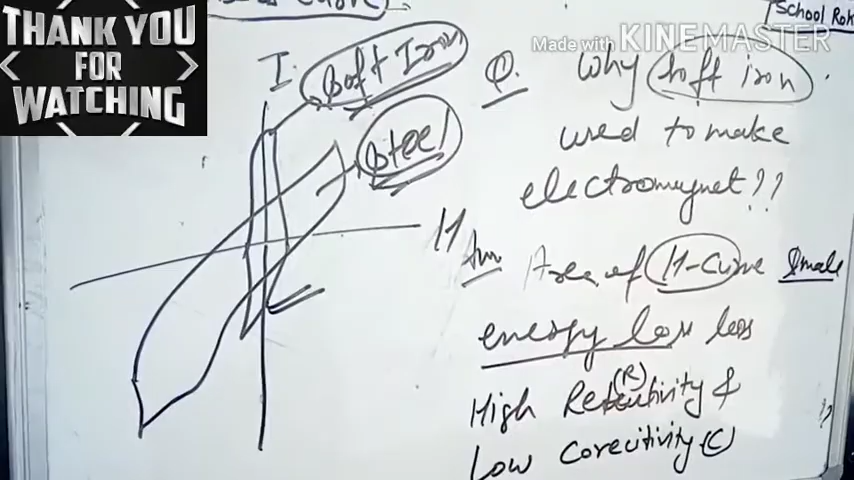 THANK YOU
FOR
WATCHING
School Rok
Made with KINEMASTER
I
Soft Iron
Steel
H
Q. Why soft iron
used to make
electromagnet??
Ans Area of H-Curve Small
energy loss less
High Retentivity (R) &
Low corecitivity (C)